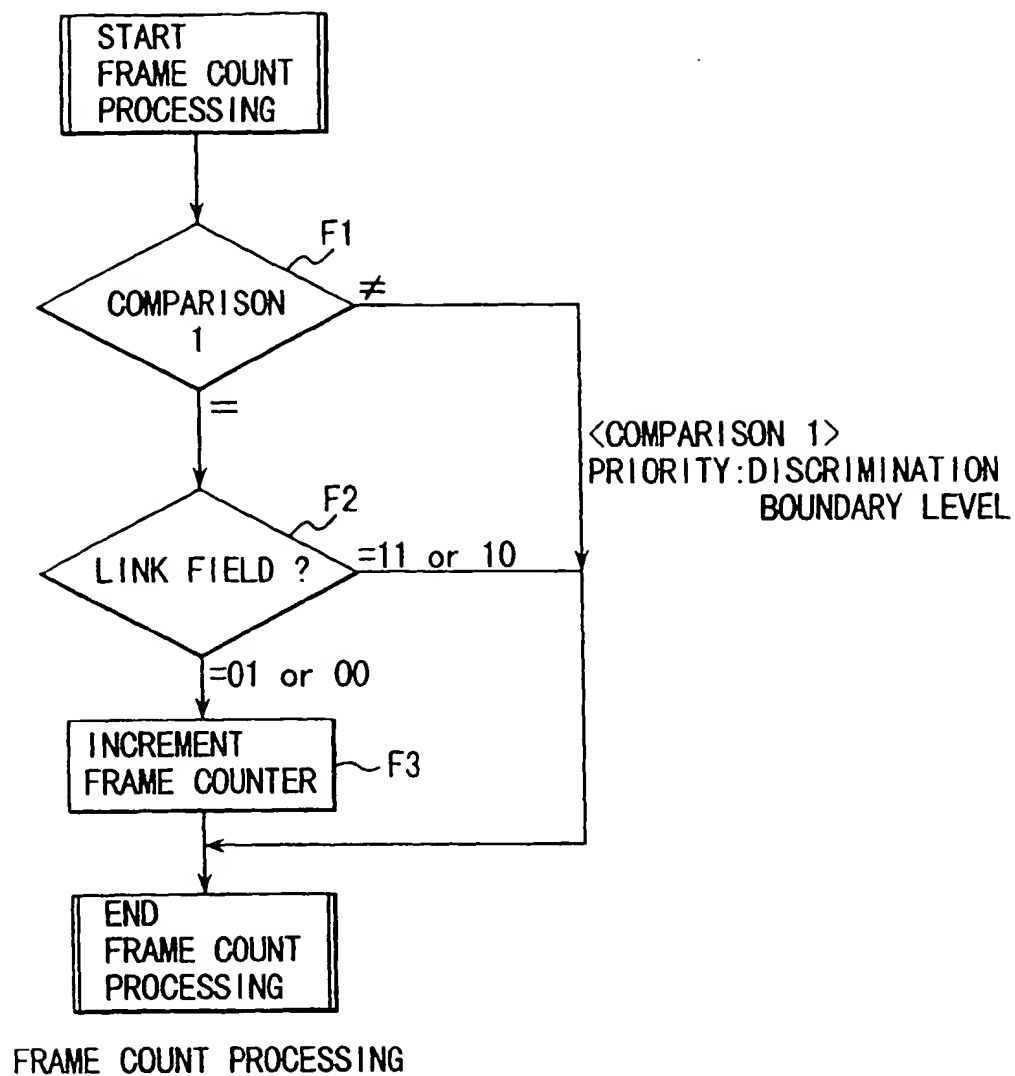 START
FRAME COUNT
PROCESSING
F1
≠
COMPARISON
1
=
<COMPARISON 1>
PRIORITY:DISCRIMINATION
BOUNDARY LEVEL
F2
=11 or 10
LINK FIELD ?
=01 or 00
INCREMENT
FRAME COUNTER
F3
END
FRAME COUNT
PROCESSING
FRAME COUNT PROCESSING